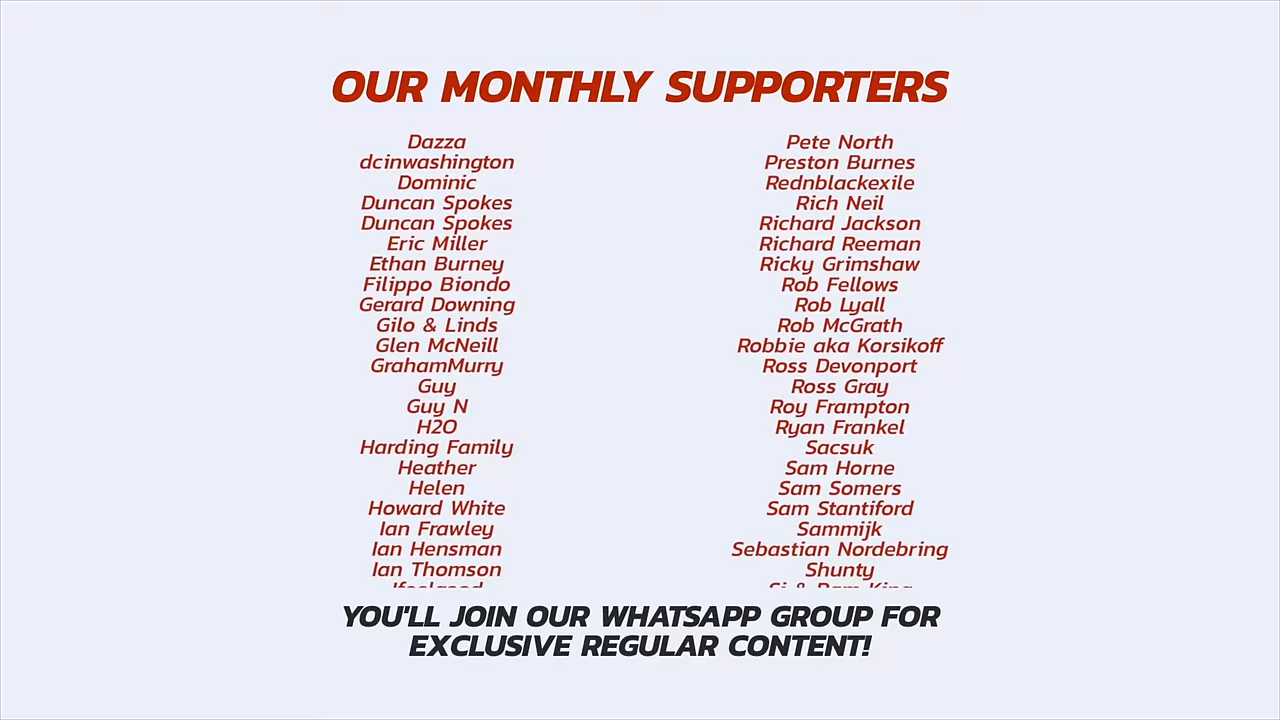 OUR MONTHLY SUPPORTERS
Dazza
dcinwashington
Dominic
Duncan Spokes
Duncan Spokes
Eric Miller
Ethan Burney
Filippo Biondo
Gerard Downing
Gilo & Linds
Glen McNeill
GrahamMurry
Guy
Guy N
H2O
Harding Family
Heather
Helen
Howard White
Ian Frawley
Ian Hensman
Ian Thomson
Pete North
Preston Burnes
Rednblackexile
Rich Neil
Richard Jackson
Richard Reeman
Ricky Grimshaw
Rob Fellows
Rob Lyall
Rob McGrath
Robbie aka Korsikoff
Ross Devonport
Ross Gray
Roy Frampton
Ryan Frankel
Sacsuk
Sam Horne
Sam Somers
Sam Stantiford
Sammijk
Sebastian Nordebring
Shunty
YOU'LL JOIN OUR WHATSAPP GROUP FOR
EXCLUSIVE REGULAR CONTENT!